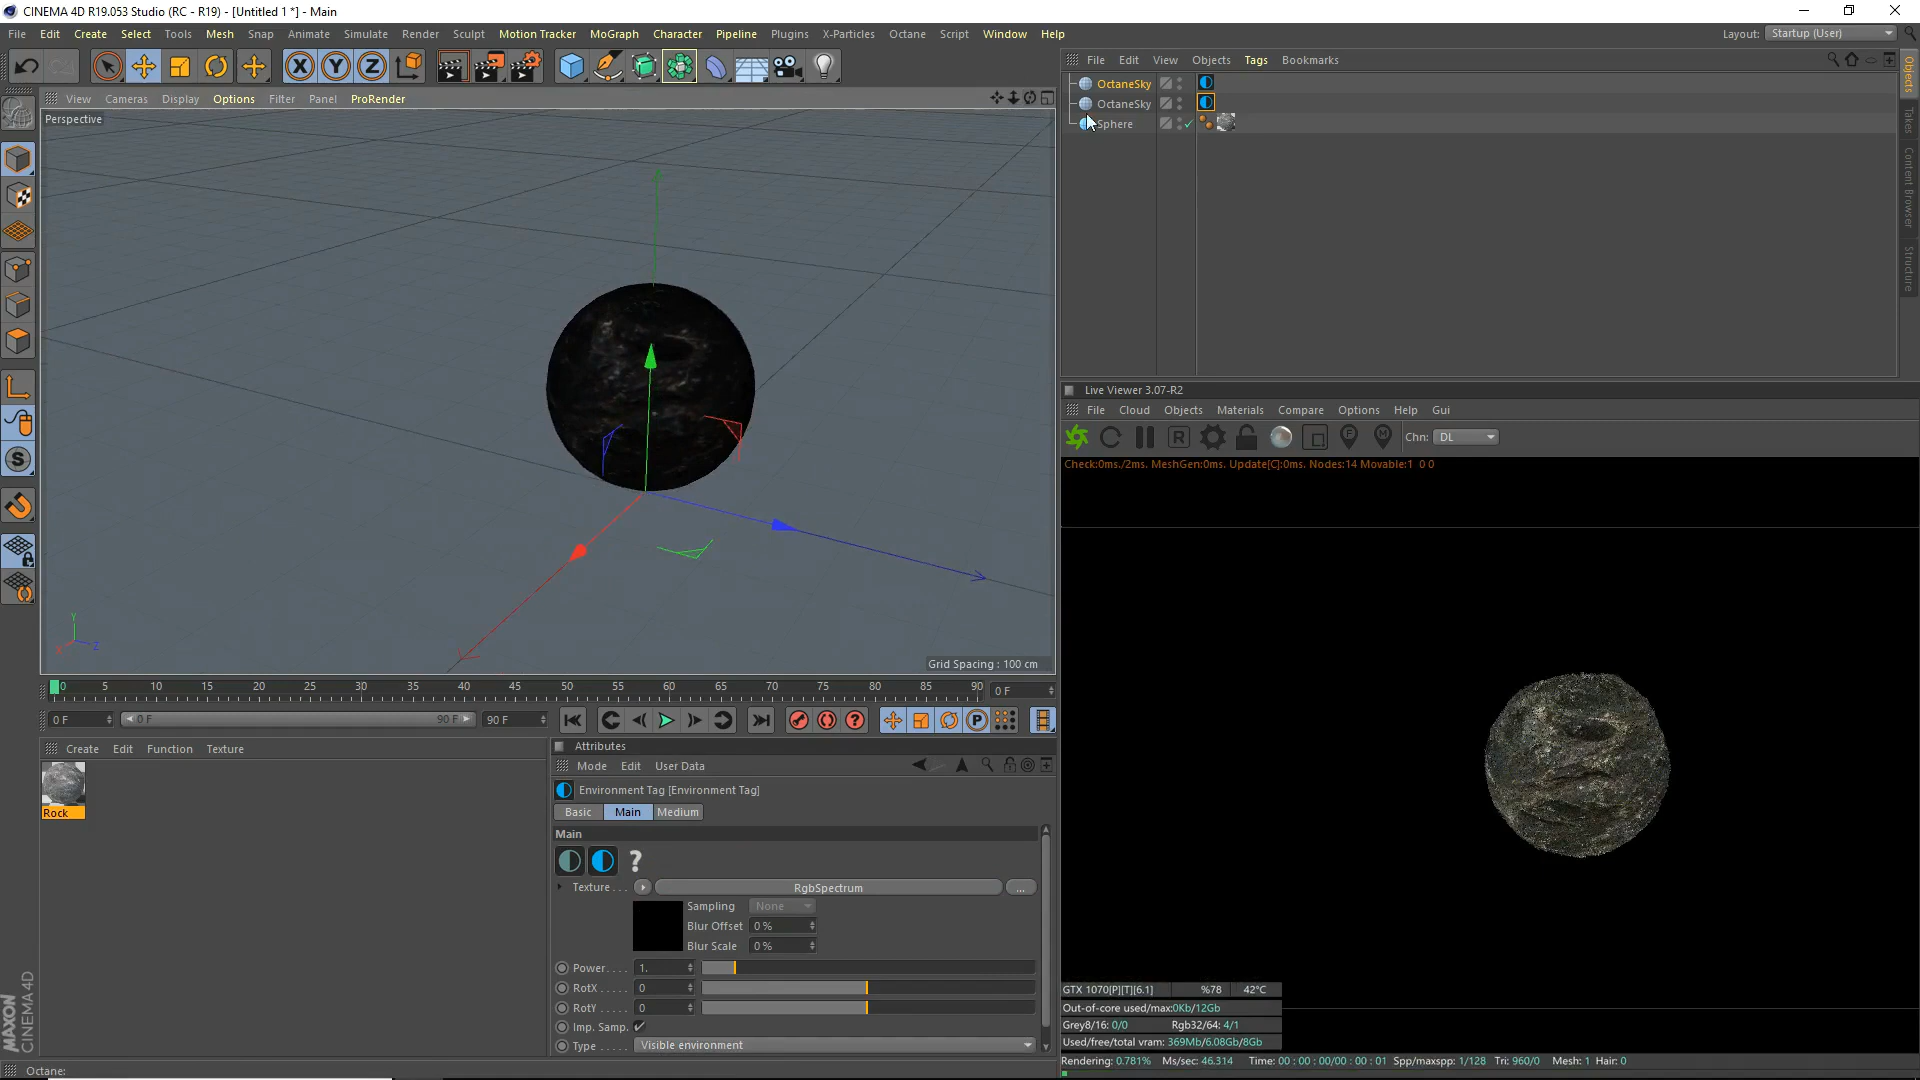 CINEMA 4D R19.053 Studio (RC - R19) - [Untitled 1 *] - Main
File Edit Create Select Tools Mesh Snap Animate Simulate Render Sculpt Motion Tracker MoGraph Character Pipeline Plugins X-Particles Octane Script Window Help
Layout: Startup (User)
X Y Z
File Edit View Objects Tags Bookmarks
View Cameras Display Options Filter Panel ProRender
Perspective
OctaneSky
OctaneSky
Sphere
Objects
Takes
Content Browser
Structure
Live Viewer 3.07-R2
File Cloud Objects Materials Compare Options Help Gui
R F M Chn: DL
Check:0ms./2ms. MeshGen:0ms. Update[C]:0ms. Nodes:14 Movable:1 0 0
S
Y
X Z
Grid Spacing : 100 cm
0 5 10 15 20 25 30 35 40 45 50 55 60 65 70 75 80 85 90 0 F
0 F 0 F 90 F 90 F
P
Create Edit Function Texture
Rock
Attributes
Mode Edit User Data
Environment Tag [Environment Tag]
Basic Main Medium
Main
?
Texture . . . RgbSpectrum ...
Sampling None
Blur Offset 0 %
Blur Scale 0 %
Power. . . . 1.
RotX . . . . . 0
RotY . . . . . 0
Imp. Samp.
Type . . . . Visible environment
GTX 1070[P][T][6.1] %78 42°C
Out-of-core used/max:0Kb/12Gb
Grey8/16: 0/0 Rgb32/64: 4/1
Used/free/total vram: 369Mb/6.08Gb/8Gb
Rendering: 0.781% Ms/sec: 46.314 Time: 00 : 00 : 00/00 : 00 : 01 Spp/maxspp: 1/128 Tri: 960/0 Mesh: 1 Hair: 0
MAXON
CINEMA 4D
Octane: